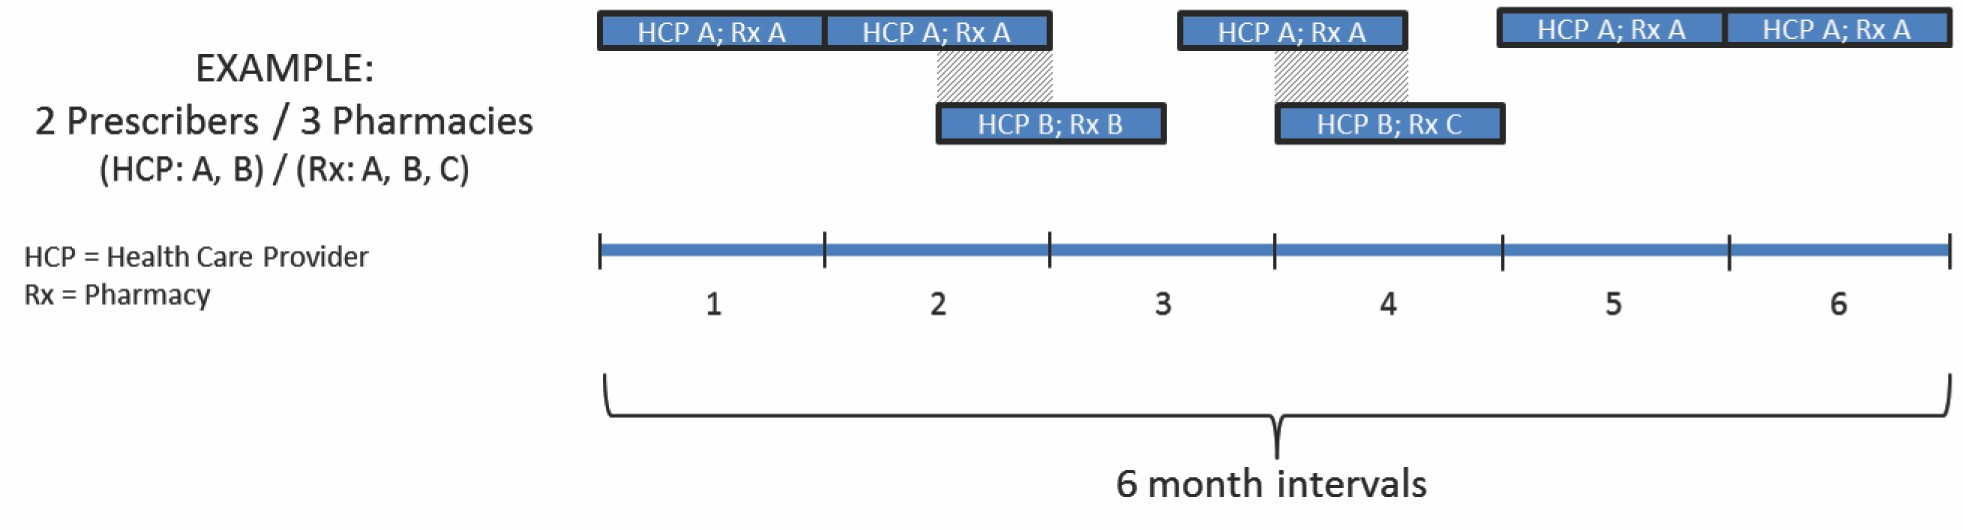 HCP A; Rx A HCP A; Rx A HCP A; Rx A HCP A; Rx A HCP A; Rx A
EXAMPLE:
2 Prescribers / 3 Pharmacies
HCP B; Rx B HCP B; Rx C
(HCP: A, B) / (Rx: A, B, C)
HCP = Health Care Provider
Rx = Pharmacy
1 2 3 4 5 6
6 month intervals